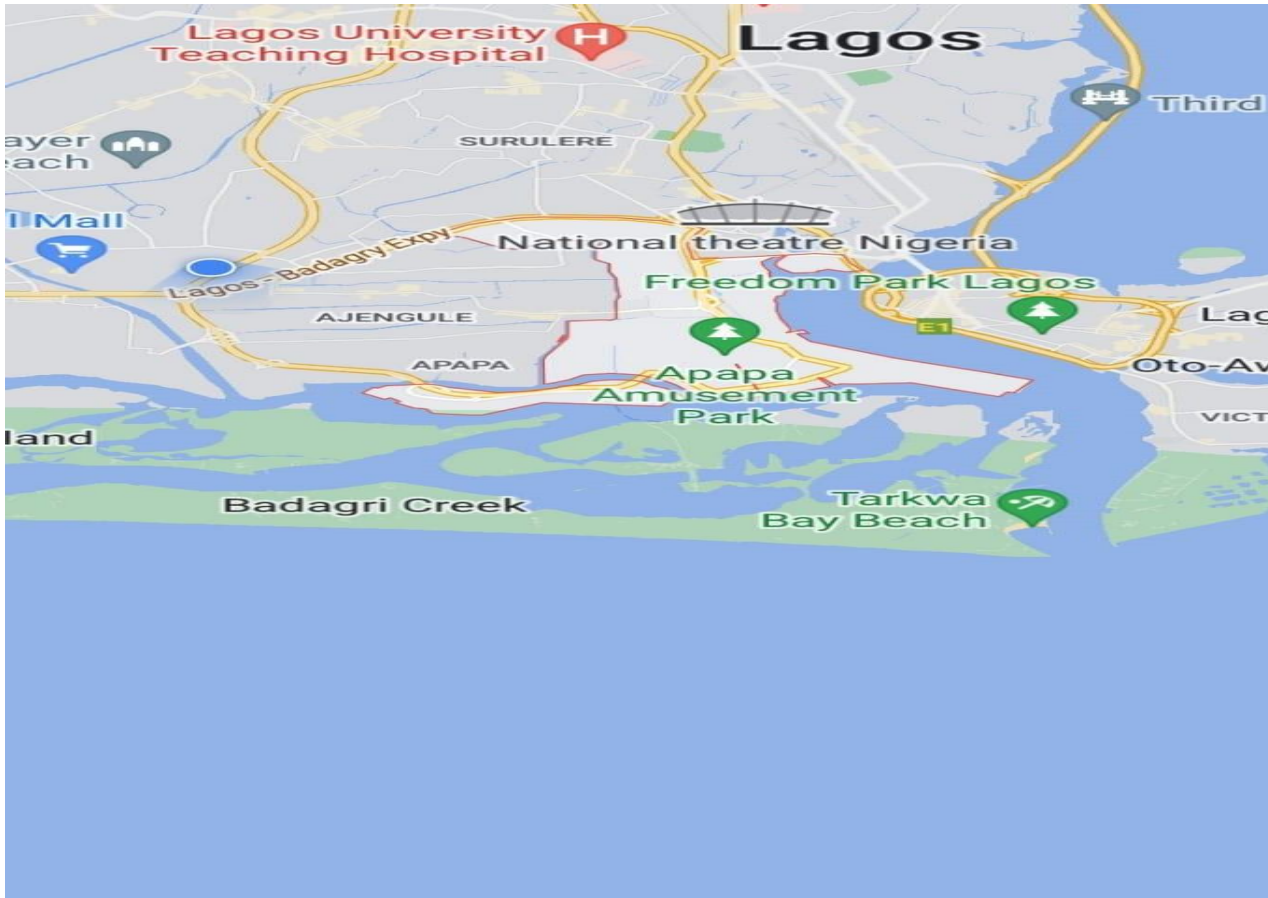 Lagos University
Teaching Hospital
H
Lagos
Third
SURULERE
ayer
each
l Mall
Lagos - Badagry Expy
National theatre Nigeria
Freedom Park Lagos
AJENGULE
E1
Lag
APAPA
Apapa
Amusement
Park
Oto-Aw
VICT
land
Badagri Creek
Tarkwa
Bay Beach